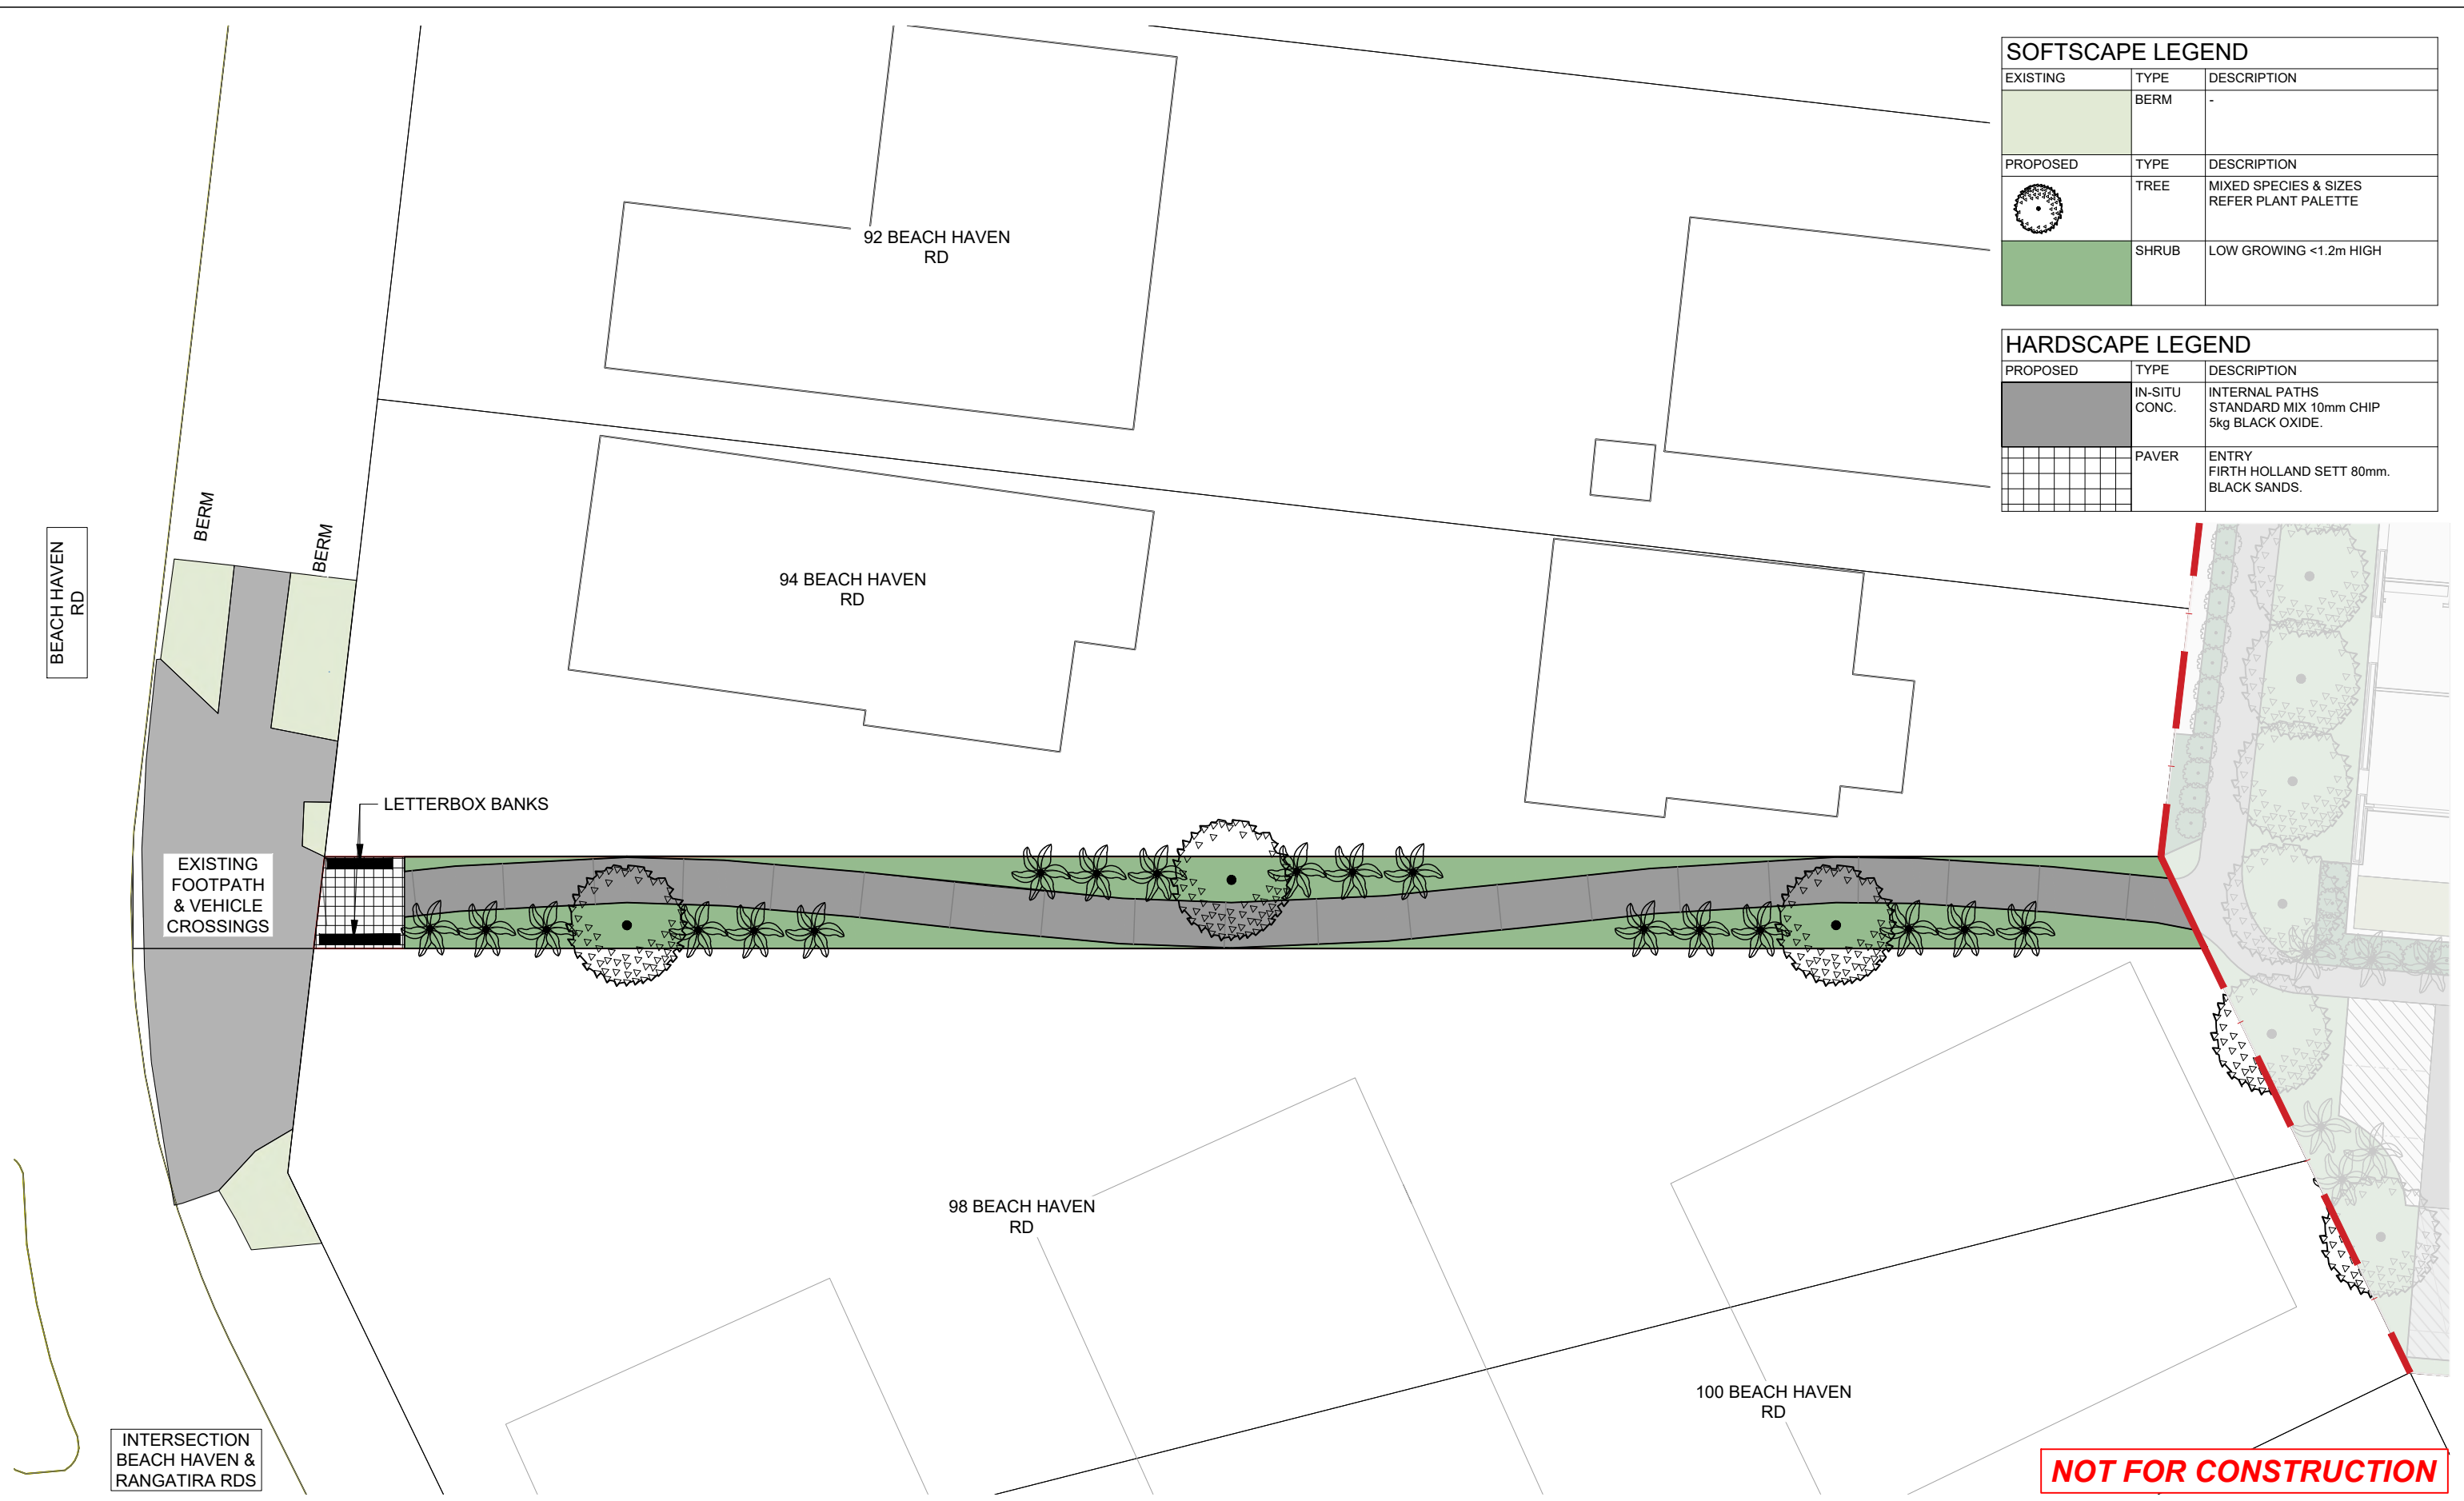 SOFTSCAPE LEGEND
EXISTING TYPE DESCRIPTION
BERM -
PROPOSED TYPE DESCRIPTION
TREE MIXED SPECIES & SIZES
REFER PLANT PALETTE
SHRUB LOW GROWING <1.2m HIGH
HARDSCAPE LEGEND
PROPOSED TYPE DESCRIPTION
IN-SITU INTERNAL PATHS
CONC. STANDARD MIX 10mm CHIP
5kg BLACK OXIDE.
PAVER ENTRY
FIRTH HOLLAND SETT 80mm.
BLACK SANDS.
92 BEACH HAVEN
RD
94 BEACH HAVEN
RD
BERM
BERM
BEACH HAVEN
RD
LETTERBOX BANKS
EXISTING
FOOTPATH
& VEHICLE
CROSSINGS
98 BEACH HAVEN
RD
100 BEACH HAVEN
RD
INTERSECTION
BEACH HAVEN &
RANGATIRA RDS
NOT FOR CONSTRUCTION